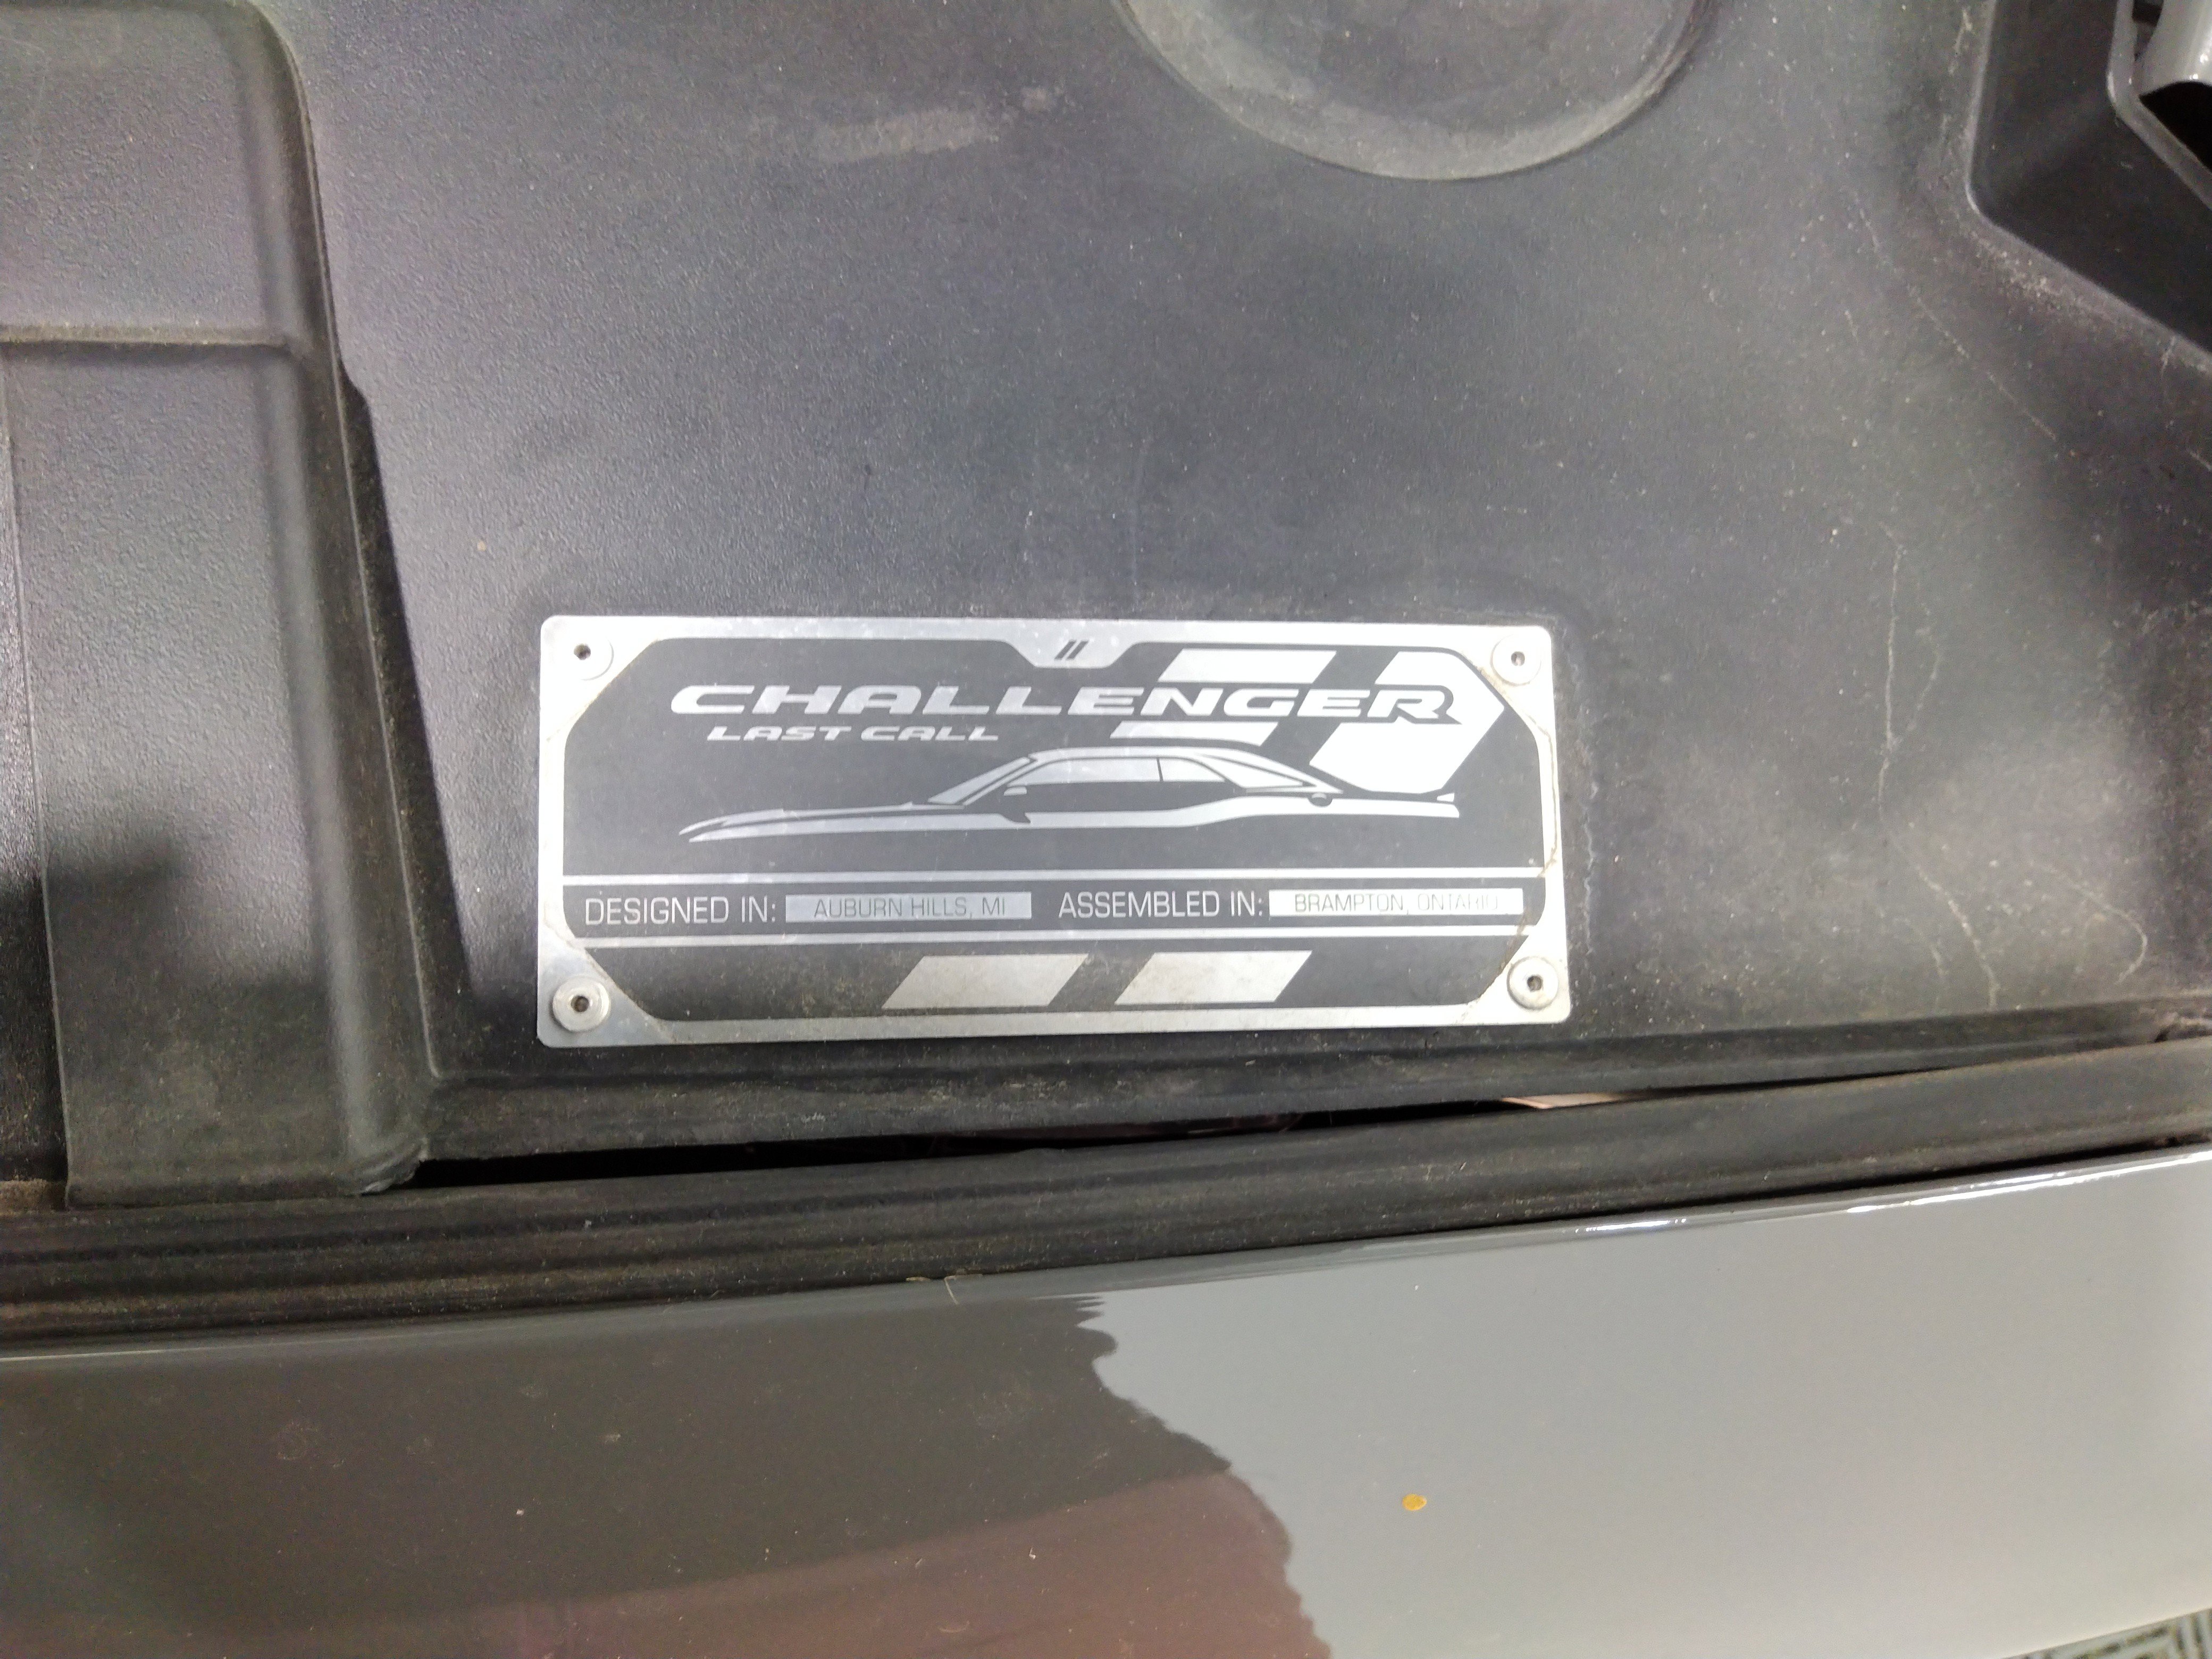 CHALLENGER
LAST CALL
DESIGNED IN: AUBURN HILLS, MI ASSEMBLED IN: BRAMPTON, ONTARIO